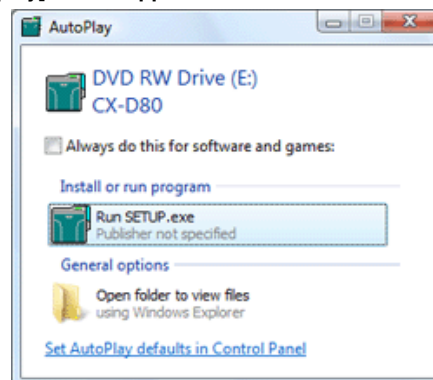 AutoPlay
DVD RW Drive (E:)
CX-D80
Always do this for software and games:
Install or run program
Run SETUP.exe
Publisher not specified
General options
Open folder to view files
using Windows Explorer
Set AutoPlay defaults in Control Panel